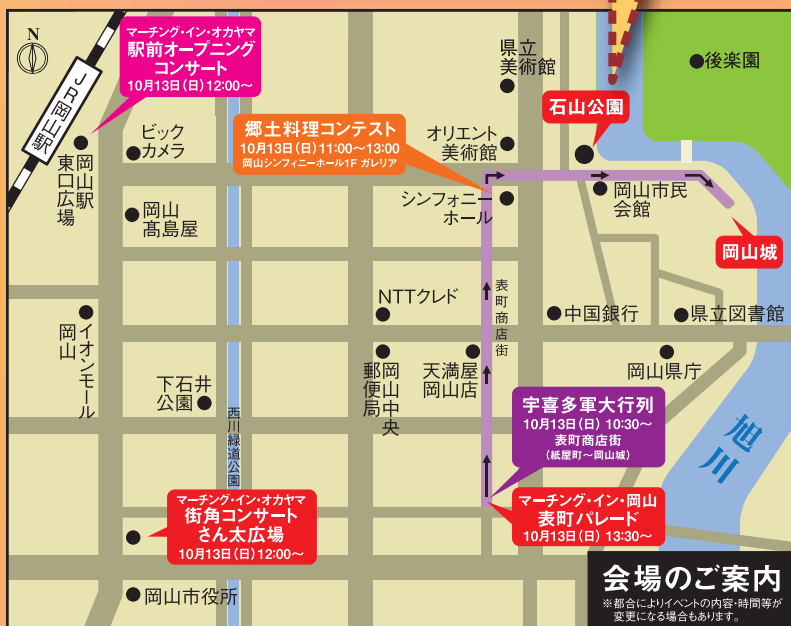 N
JR岡山駅
マーチング・イン・オカヤマ
駅前オープニング
コンサート
10月13日(日)12:00〜
岡山駅
東口広場
ビック
カメラ
岡山
髙島屋
郷土料理コンテスト
10月13日(日)11:00〜13:00
岡山シンフィニーホール1F ガレリア
県立
美術館
オリエント
美術館
シンフォニー
ホール
石山公園
後楽園
岡山市民
会館
岡山城
イオンモール
岡山
下石井
公園
西川緑道公園
NTTクレド
岡山中央
郵便局
天満屋
岡山店
表町商店街
中国銀行
県立図書館
岡山県庁
旭川
宇喜多軍大行列
10月13日(日) 10:30〜
表町商店街
(紙屋町〜岡山城)
マーチング・イン・オカヤマ
街角コンサート
さん太広場
10月13日(日)12:00〜
マーチング・イン・岡山
表町パレード
10月13日(日) 13:30〜
岡山市役所
会場のご案内
※都合によりイベントの内容・時間等が
変更になる場合もあります。